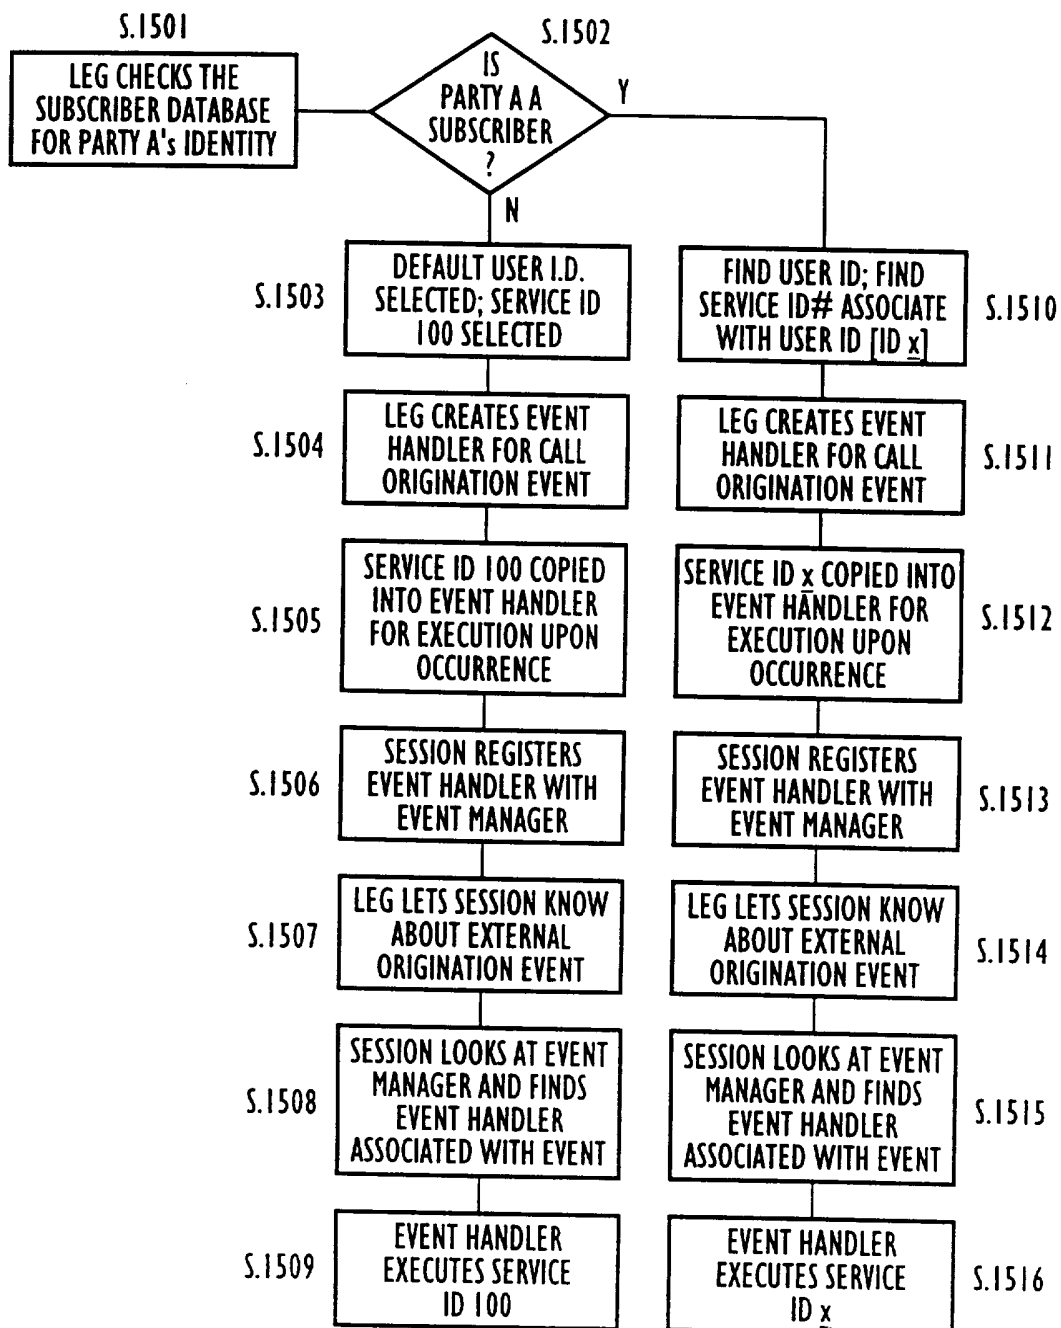 S.1501
LEG CHECKS THE
SUBSCRIBER DATABASE
FOR PARTY A's IDENTITY
S.1502
IS
PARTY A A
SUBSCRIBER
?
Y
N
S.1503
DEFAULT USER I.D.
SELECTED; SERVICE ID
100 SELECTED
S.1504
LEG CREATES EVENT
HANDLER FOR CALL
ORIGINATION EVENT
S.1505
SERVICE ID 100 COPIED
INTO EVENT HANDLER
FOR EXECUTION UPON
OCCURRENCE
S.1506
SESSION REGISTERS
EVENT HANDLER WITH
EVENT MANAGER
S.1507
LEG LETS SESSION KNOW
ABOUT EXTERNAL
ORIGINATION EVENT
S.1508
SESSION LOOKS AT EVENT
MANAGER AND FINDS
EVENT HANDLER
ASSOCIATED WITH EVENT
S.1509
EVENT HANDLER
EXECUTES SERVICE
ID 100
FIND USER ID; FIND
SERVICE ID# ASSOCIATE
WITH USER ID [ID x]
S.1510
LEG CREATES EVENT
HANDLER FOR CALL
ORIGINATION EVENT
S.1511
SERVICE ID x COPIED INTO
EVENT HANDLER FOR
EXECUTION UPON
OCCURRENCE
S.1512
SESSION REGISTERS
EVENT HANDLER WITH
EVENT MANAGER
S.1513
LEG LETS SESSION KNOW
ABOUT EXTERNAL
ORIGINATION EVENT
S.1514
SESSION LOOKS AT EVENT
MANAGER AND FINDS
EVENT HANDLER
ASSOCIATED WITH EVENT
S.1515
EVENT HANDLER
EXECUTES SERVICE
ID x
S.1516